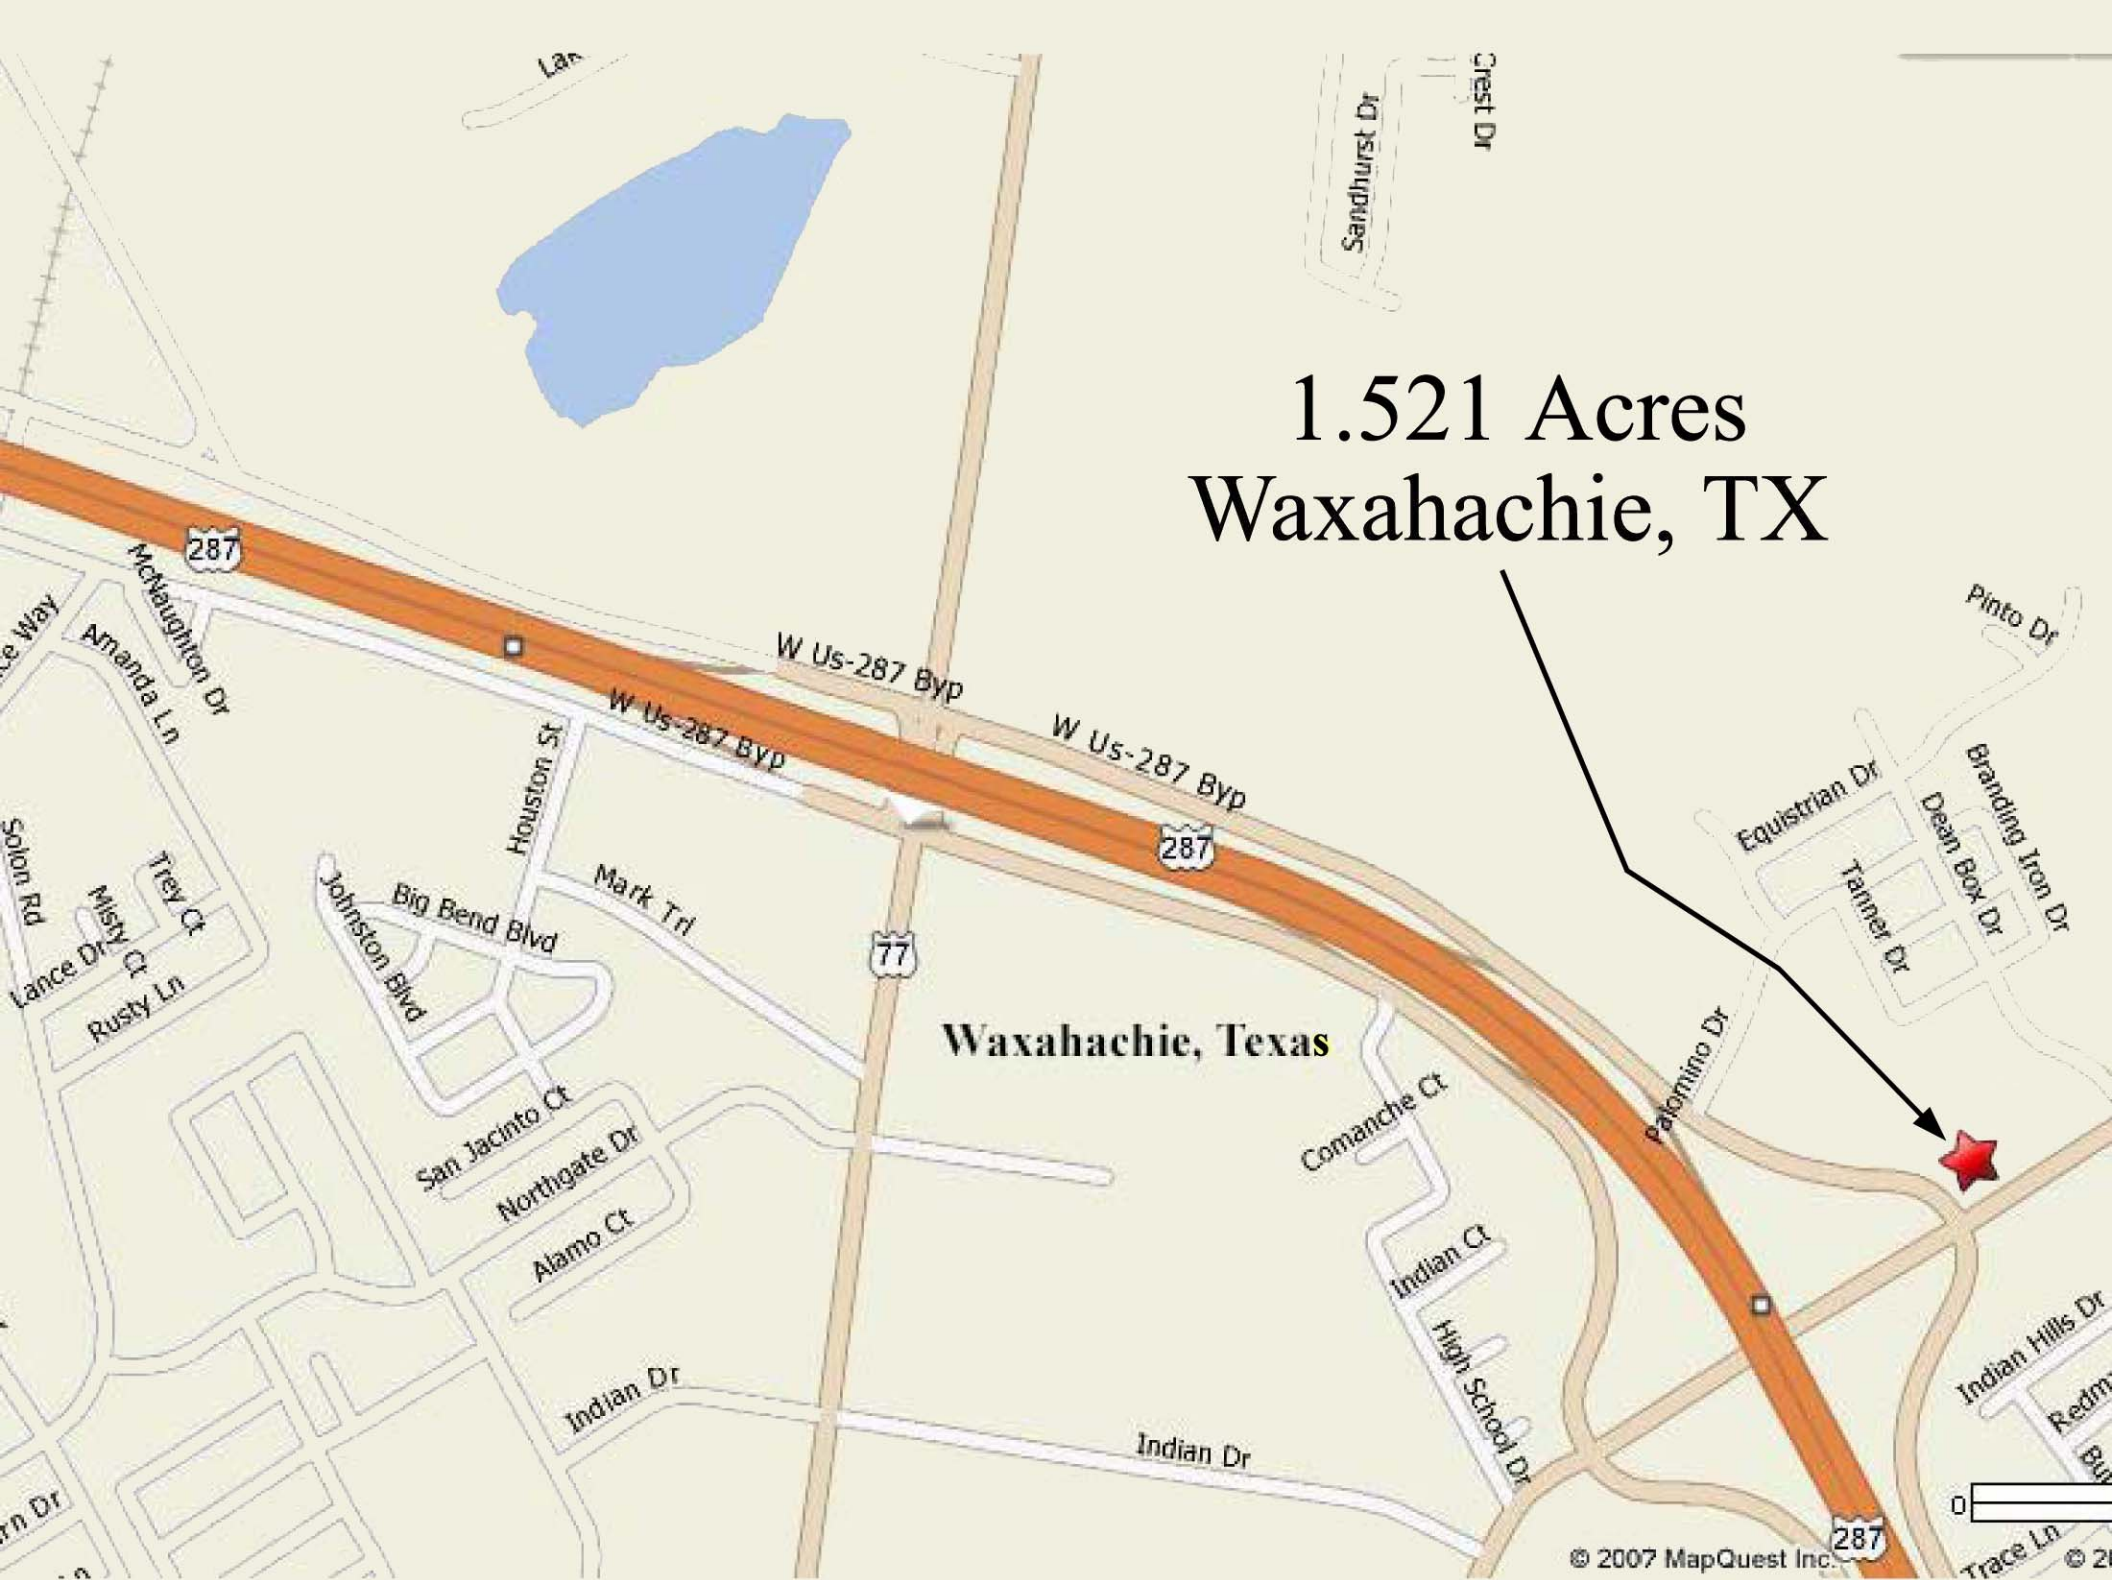 Crest Dr
Sandhurst Dr
1.521 Acres
Waxahachie, TX
287
McNaughton Dr
Amanda Ln
W Us-287 Byp
W Us-287 Byp
W Us-287 Byp
Pinto Dr
Equistrian Dr
Branding Iron Dr
Dean Box Dr
Tanner Dr
Houston St
287
Solon Rd
Trey Ct
Misty Ct
Lance Dr
Rusty Ln
Johnston Blvd
Big Bend Blvd
Mark Trl
77
Waxahachie, Texas
Palomino Dr
Comanche Ct
San Jacinto Ct
Northgate Dr
Alamo Ct
Indian Ct
High School Dr
Indian Hills Dr
Indian Dr
Indian Dr
0
287
Trace Ln
© 2007 MapQuest Inc.